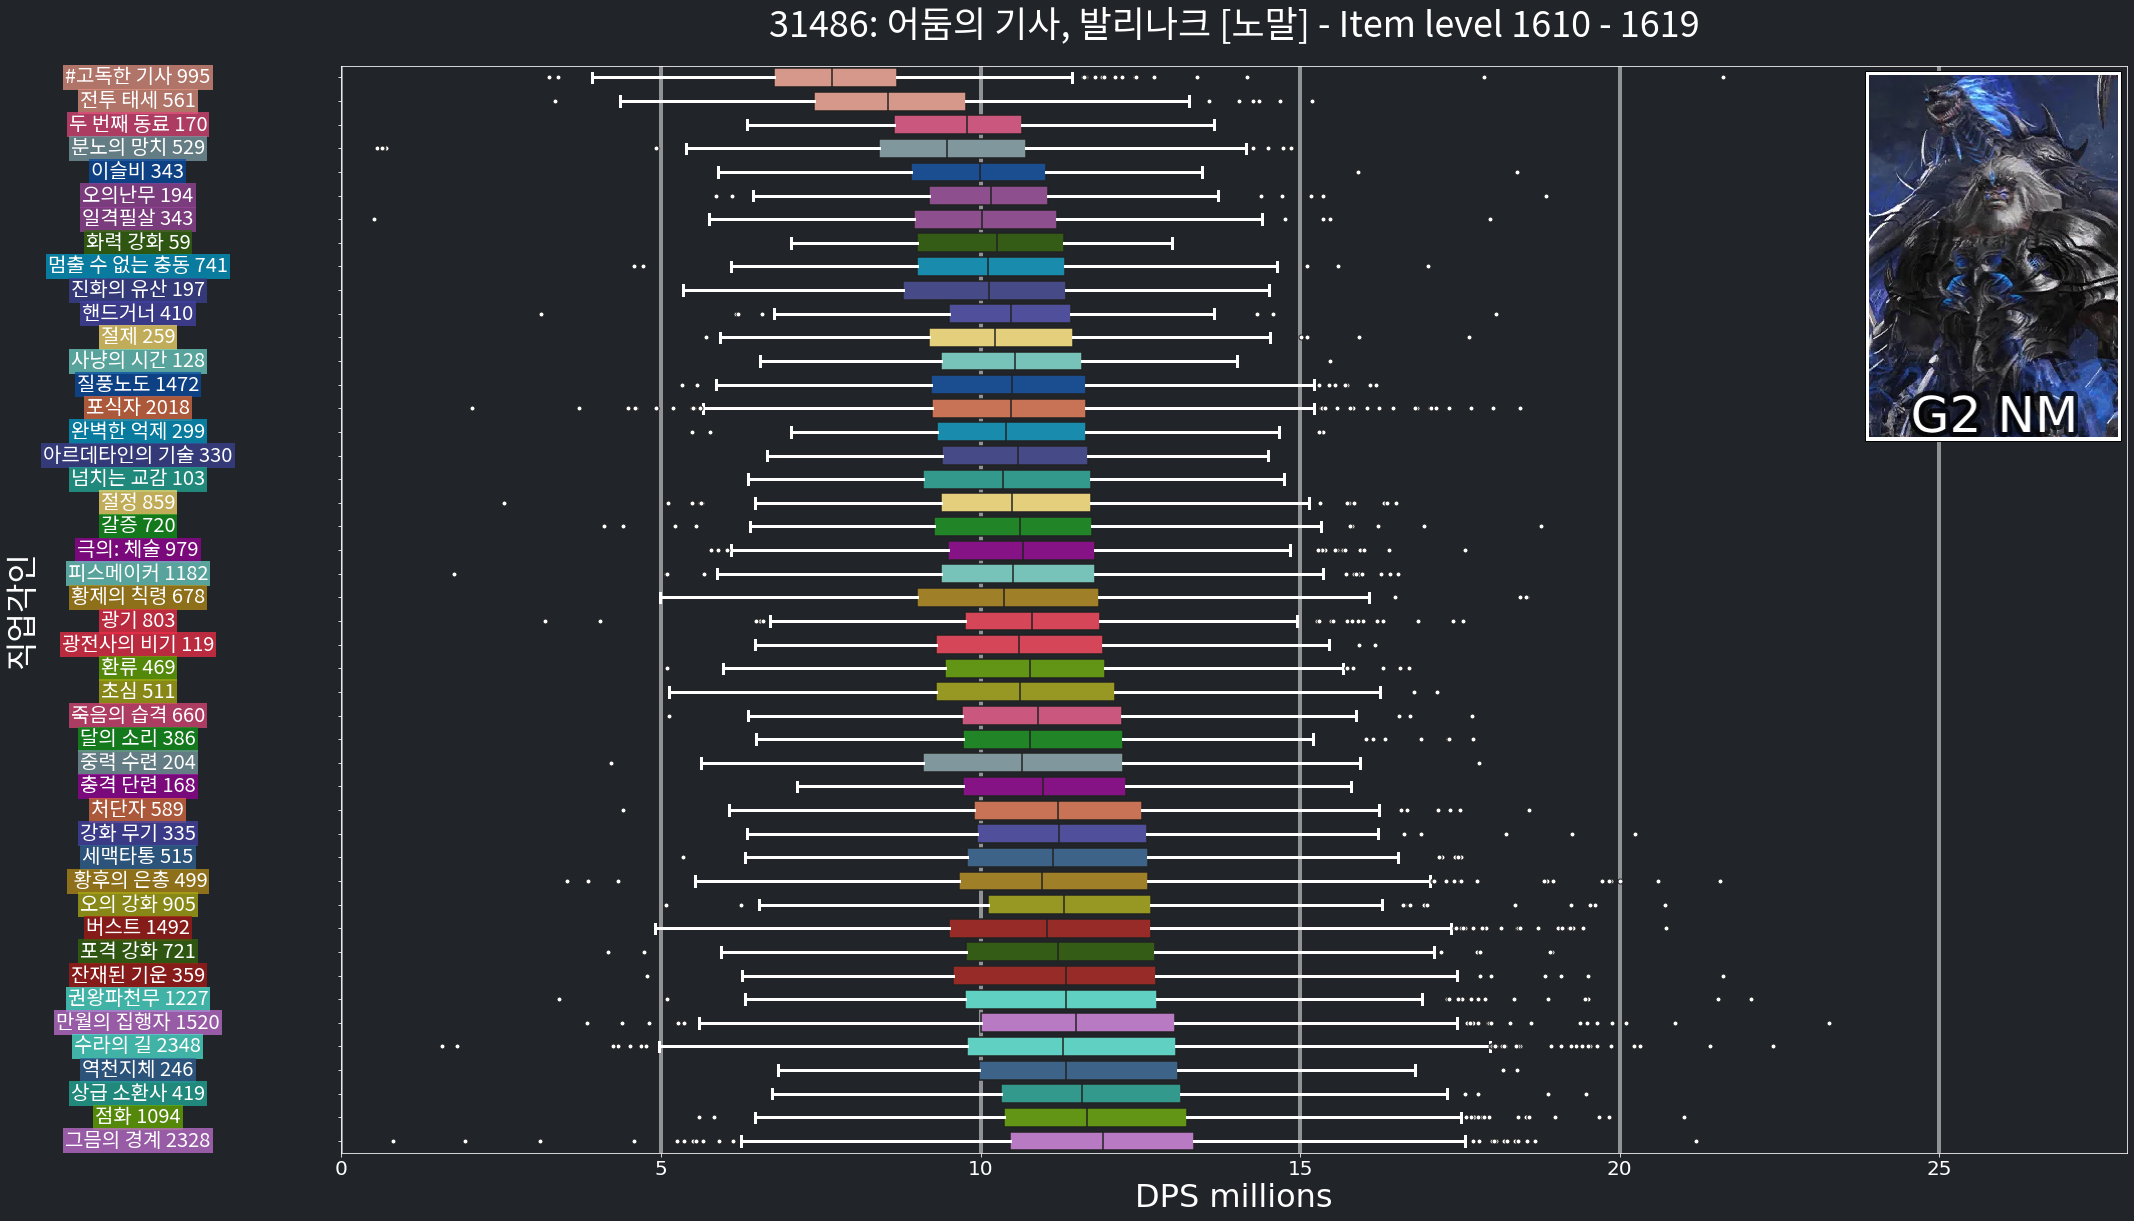 31486: 어둠의 기사, 발리나크 [노말] - Item level 1610 - 1619
#고독한 기사 995
전투 태세 561
두 번째 동료 170
분노의 망치 529
이슬비 343
오의난무 194
일격필살 343
화력 강화 59
멈출 수 없는 충동 741
진화의 유산 197
핸드거너 410
절제 259
사냥의 시간 128
질풍노도 1472
포식자 2018
완벽한 억제 299
아르데타인의 기술 330
넘치는 교감 103
절정 859
갈증 720
극의: 체술 979
피스메이커 1182
황제의 칙령 678
광기 803
광전사의 비기 119
환류 469
초심 511
죽음의 습격 660
달의 소리 386
중력 수련 204
충격 단련 168
처단자 589
강화 무기 335
세맥타통 515
황후의 은총 499
오의 강화 905
버스트 1492
포격 강화 721
잔재된 기운 359
권왕파천무 1227
만월의 집행자 1520
수라의 길 2348
역천지체 246
상급 소환사 419
점화 1094
그믐의 경계 2328
직업각인
G2 NM
0 5 10 15 20 25
DPS millions